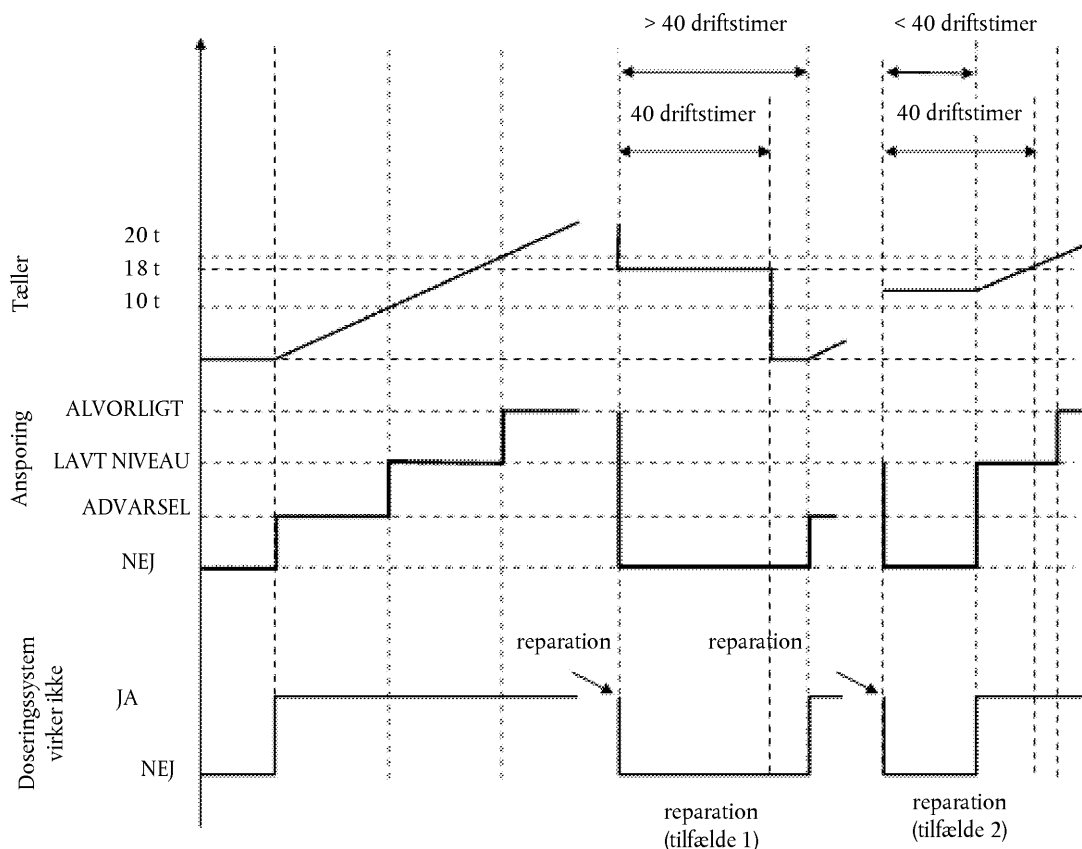 > 40 driftstimer
< 40 driftstimer
40 driftstimer
40 driftstimer
Tæller
20 t
18 t
10 t
Ansporing
ALVORLIGT
LAVT NIVEAU
ADVARSEL
NEJ
Doseringssystem
virker ikke
JA
NEJ
reparation
reparation
reparation
(tilfælde 1)
reparation
(tilfælde 2)